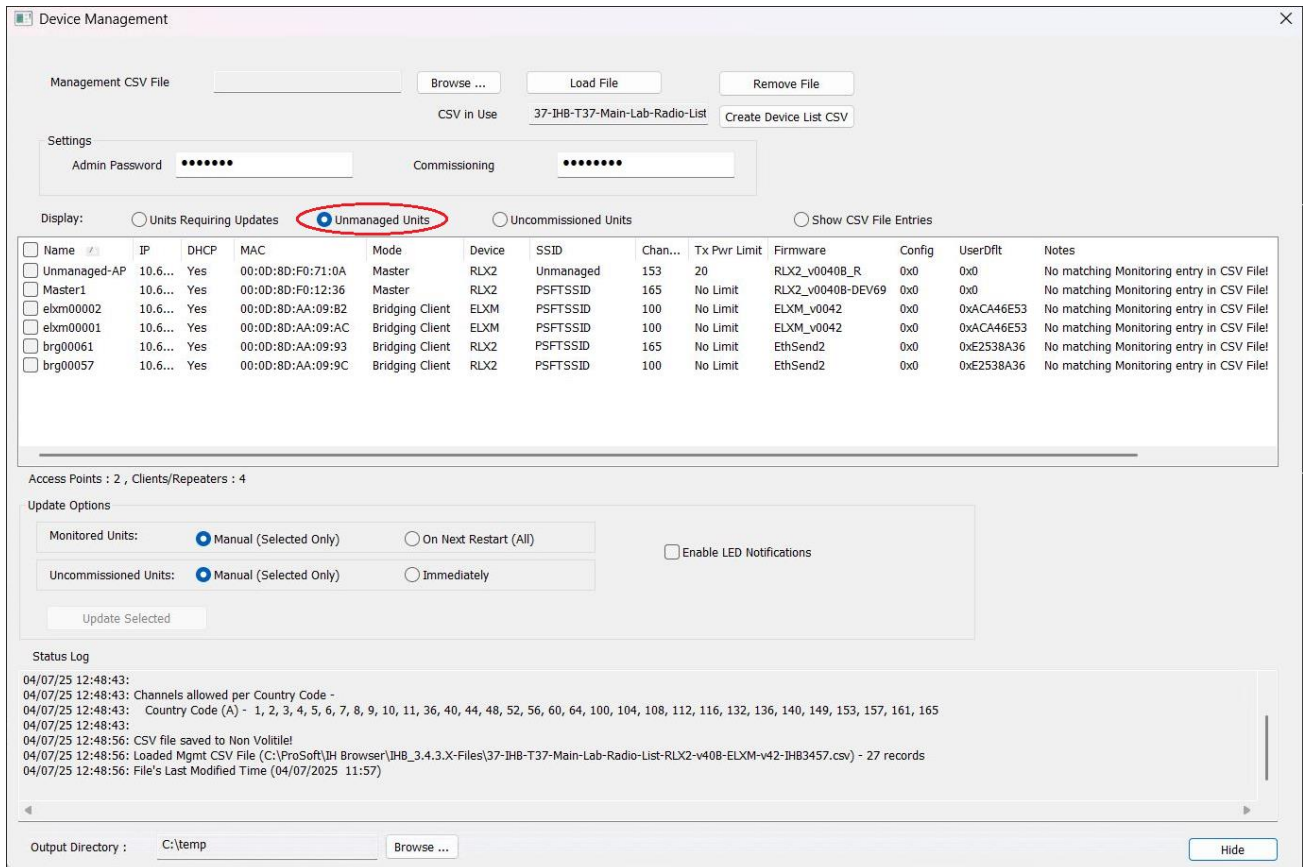 Device Management
Management CSV File Browse ... Load File Remove File
CSV in Use 37-IHB-T37-Main-Lab-Radio-List Create Device List CSV
Settings
Admin Password ●●●●●●● Commissioning ●●●●●●●●
Display: Units Requiring Updates Unmanaged Units Uncommissioned Units Show CSV File Entries
Name IP DHCP MAC Mode Device SSID Chan... Tx Pwr Limit Firmware Config UserDflt Notes
Unmanaged-AP 10.6... Yes 00:0D:8D:F0:71:0A Master RLX2 Unmanaged 153 20 RLX2_v0040B_R 0x0 0x0 No matching Monitoring entry in CSV File!
Master1 10.6... Yes 00:0D:8D:F0:12:36 Master RLX2 PSFTSSID 165 No Limit RLX2_v0040B-DEV69 0x0 0x0 No matching Monitoring entry in CSV File!
elxm00002 10.6... Yes 00:0D:8D:AA:09:B2 Bridging Client ELXM PSFTSSID 100 No Limit ELXM_v0042 0x0 0xACA46E53 No matching Monitoring entry in CSV File!
elxm00001 10.6... Yes 00:0D:8D:AA:09:AC Bridging Client ELXM PSFTSSID 100 No Limit ELXM_v0042 0x0 0xACA46E53 No matching Monitoring entry in CSV File!
brg00061 10.6... Yes 00:0D:8D:AA:09:93 Bridging Client RLX2 PSFTSSID 165 No Limit EthSend2 0x0 0xE2538A36 No matching Monitoring entry in CSV File!
brg00057 10.6... Yes 00:0D:8D:AA:09:9C Bridging Client RLX2 PSFTSSID 100 No Limit EthSend2 0x0 0xE2538A36 No matching Monitoring entry in CSV File!
Access Points : 2 , Clients/Repeaters : 4
Update Options
Monitored Units: Manual (Selected Only) On Next Restart (All)
Enable LED Notifications
Uncommissioned Units: Manual (Selected Only) Immediately
Update Selected
Status Log
04/07/25 12:48:43:
04/07/25 12:48:43: Channels allowed per Country Code -
04/07/25 12:48:43: Country Code (A) - 1, 2, 3, 4, 5, 6, 7, 8, 9, 10, 11, 36, 40, 44, 48, 52, 56, 60, 64, 100, 104, 108, 112, 116, 132, 136, 140, 149, 153, 157, 161, 165
04/07/25 12:48:43:
04/07/25 12:48:56: CSV file saved to Non Volitile!
04/07/25 12:48:56: Loaded Mgmt CSV File (C:\ProSoft\IH Browser\IHB_3.4.3.X-Files\37-IHB-T37-Main-Lab-Radio-List-RLX2-v40B-ELXM-v42-IHB3457.csv) - 27 records
04/07/25 12:48:56: File's Last Modified Time (04/07/2025 11:57)
Output Directory : C:\temp Browse ... Hide